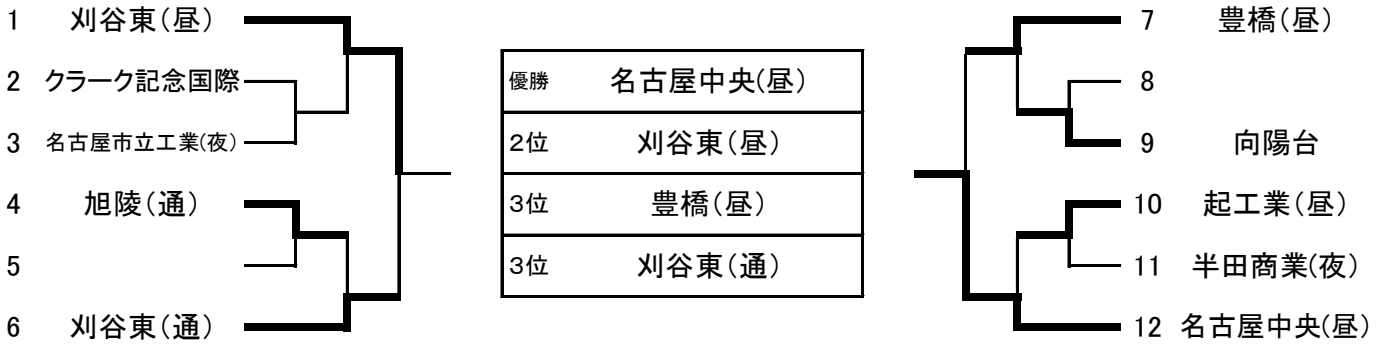 1 刈谷東(昼)
2 クラーク記念国際
3 名古屋市立工業(夜)
4 旭陵(通)
5
6 刈谷東(通)
優勝 名古屋中央(昼)
2位 刈谷東(昼)
3位 豊橋(昼)
3位 刈谷東(通)
7 豊橋(昼)
8
9 向陽台
10 起工業(昼)
11 半田商業(夜)
12 名古屋中央(昼)